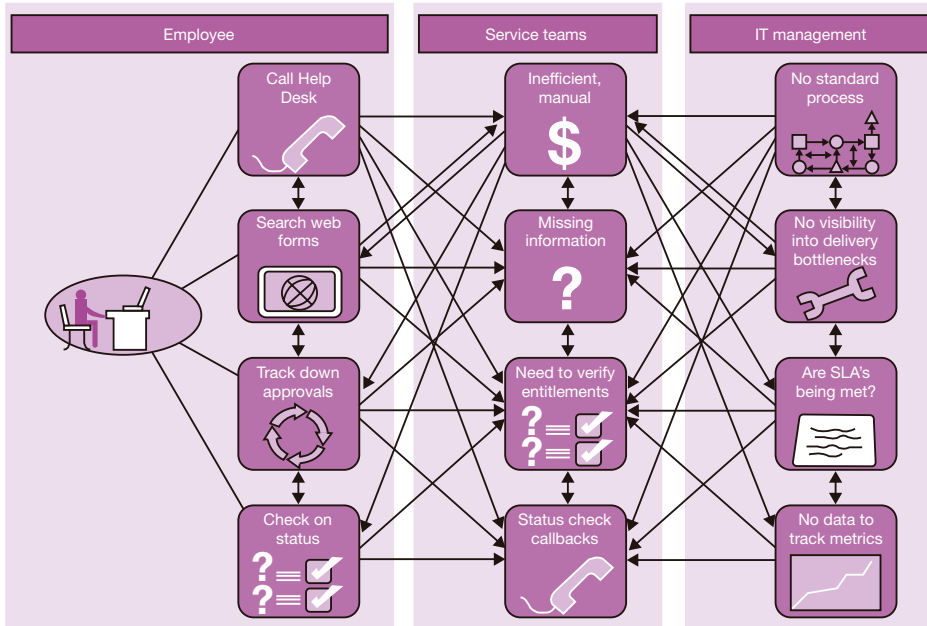 Employee
Service teams
IT management
Call Help
Desk
Inefficient,
manual
$
No standard
process
Search web
forms
Missing
information
?
No visibility
into delivery
bottlenecks
Track down
approvals
Need to verify
entitlements
?
?
Are SLA's
being met?
Check on
status
?
?
Status check
callbacks
No data to
track metrics